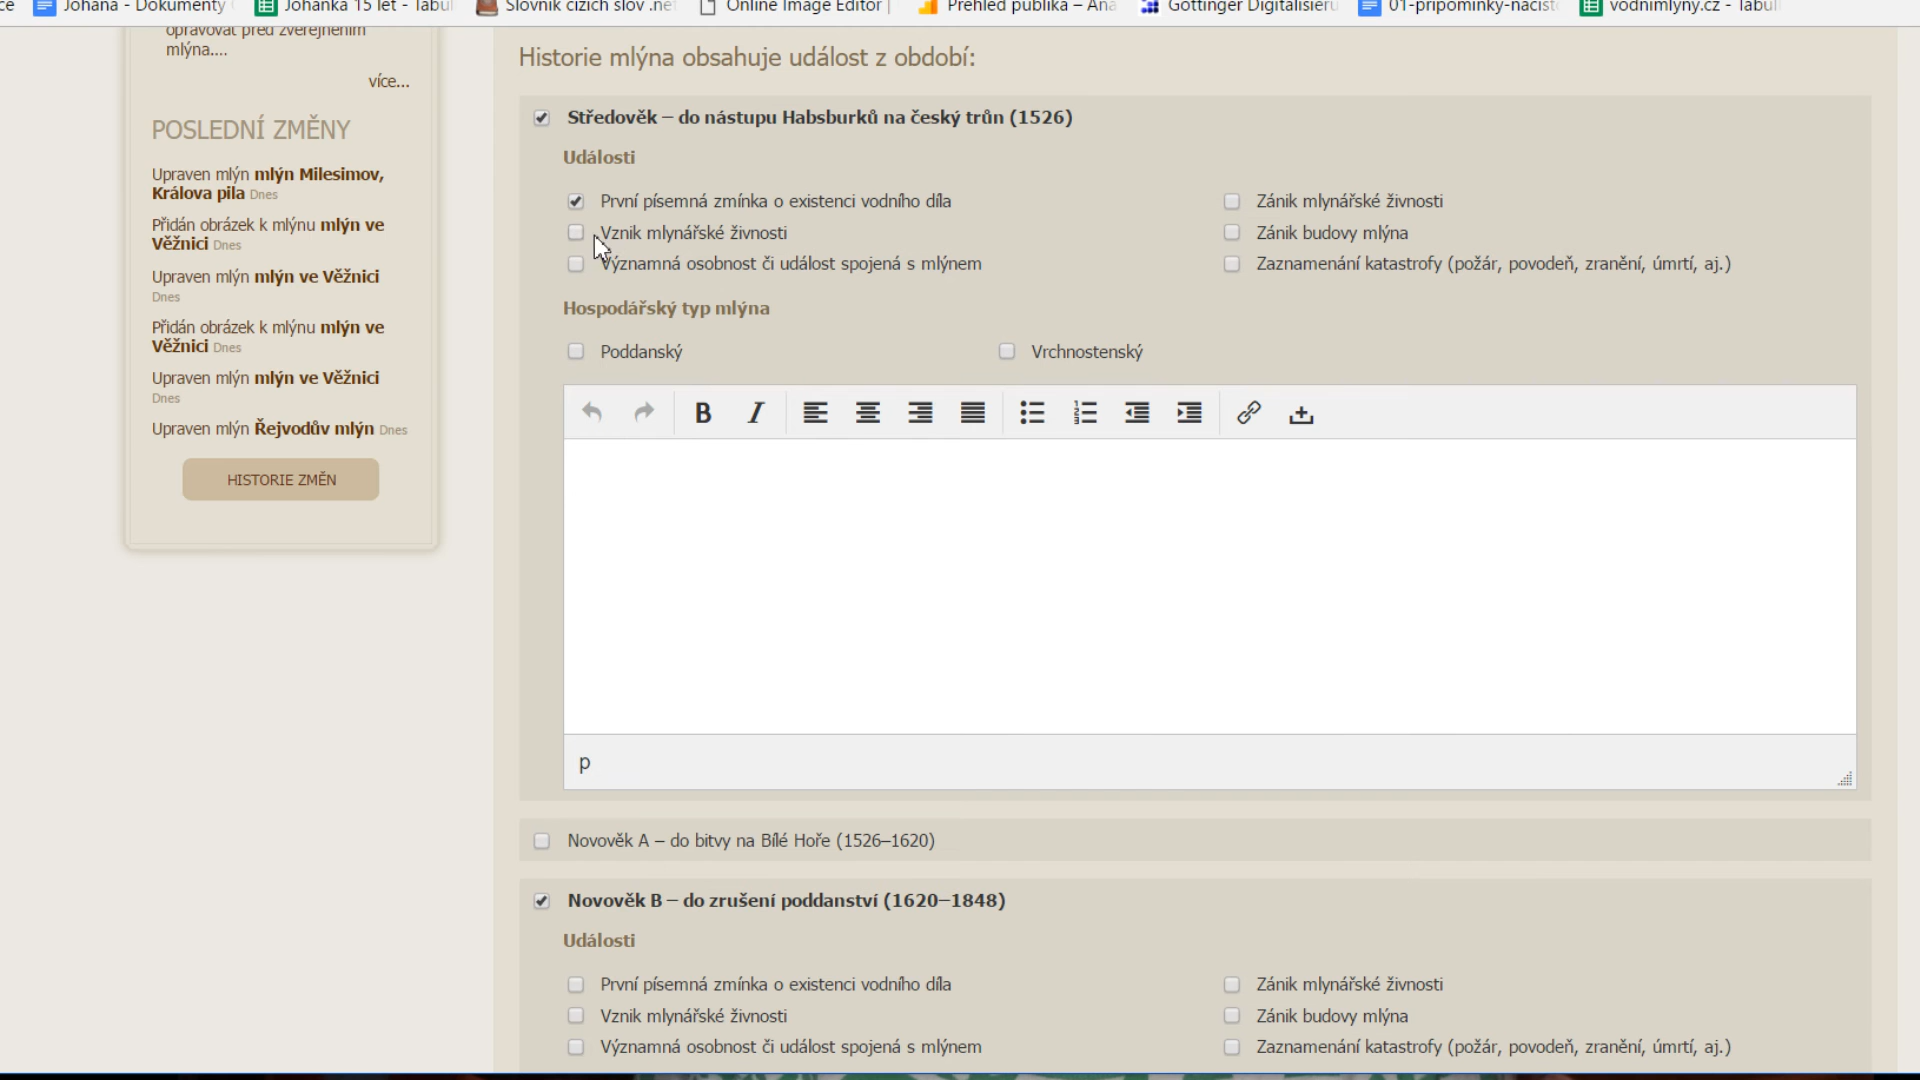 ce
Johana - Dokumenty
Johanka 15 let - Tabul
Slovník cizích slov .net
Online Image Editor |
Přehled publika – Ana
Göttinger Digitalisieru
01-pripominky-naciste
vodnimlyny.cz - Tabul
opravovat před zveřejněním
mlýna....
více...
POSLEDNÍ ZMĚNY
Upraven mlýn mlýn Milesimov,
Králova pila Dnes
Přidán obrázek k mlýnu mlýn ve
Věžnici Dnes
Upraven mlýn mlýn ve Věžnici
Dnes
Přidán obrázek k mlýnu mlýn ve
Věžnici Dnes
Upraven mlýn mlýn ve Věžnici
Dnes
Upraven mlýn Řejvodův mlýn Dnes
HISTORIE ZMĚN
Historie mlýna obsahuje událost z období:
Středověk – do nástupu Habsburků na český trůn (1526)
Události
První písemná zmínka o existenci vodního díla
Vznik mlynářské živnosti
Významná osobnost či událost spojená s mlýnem
Zánik mlynářské živnosti
Zánik budovy mlýna
Zaznamenání katastrofy (požár, povodeň, zranění, úmrtí, aj.)
Hospodářský typ mlýna
Poddanský
Vrchnostenský
p
Novověk A – do bitvy na Bílé Hoře (1526–1620)
Novověk B – do zrušení poddanství (1620–1848)
Události
První písemná zmínka o existenci vodního díla
Vznik mlynářské živnosti
Významná osobnost či událost spojená s mlýnem
Zánik mlynářské živnosti
Zánik budovy mlýna
Zaznamenání katastrofy (požár, povodeň, zranění, úmrtí, aj.)